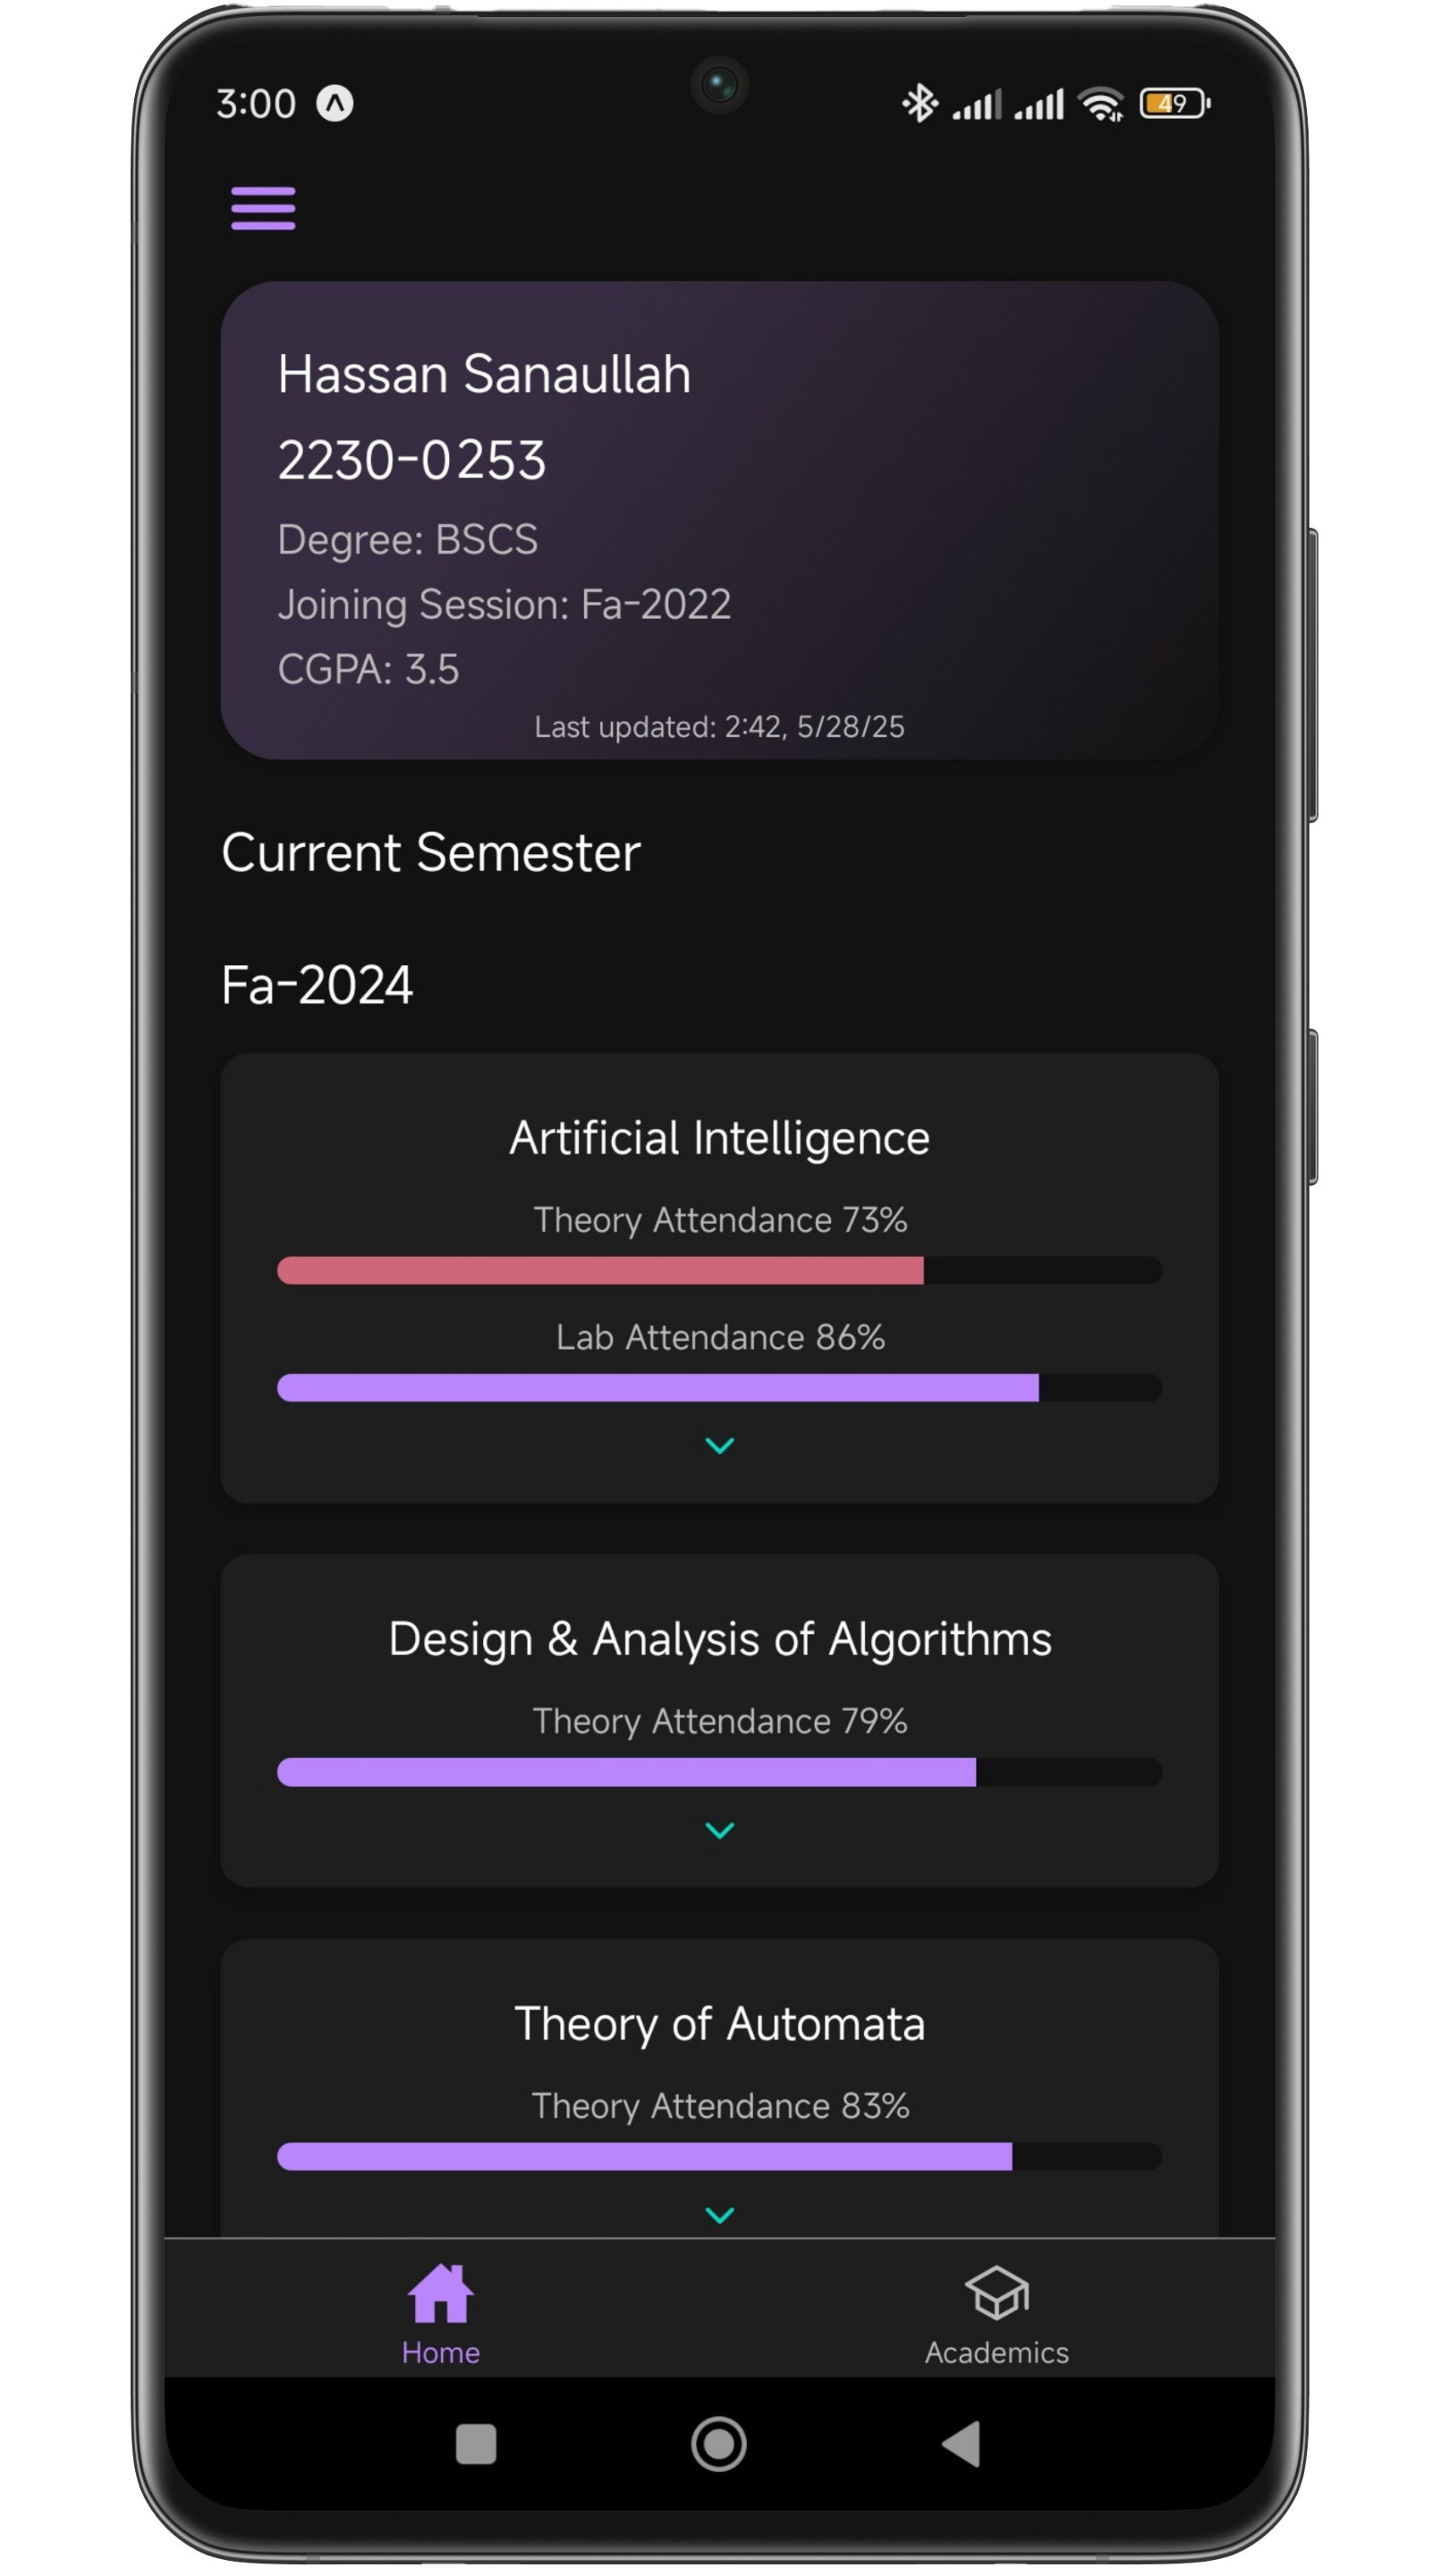 3:00
49
Hassan Sanaullah
2230-0253
Degree: BSCS
Joining Session: Fa-2022
CGPA: 3.5
Last updated: 2:42, 5/28/25
Current Semester
Fa-2024
Artificial Intelligence
Theory Attendance 73%
Lab Attendance 86%
Design & Analysis of Algorithms
Theory Attendance 79%
Theory of Automata
Theory Attendance 83%
Home
Academics